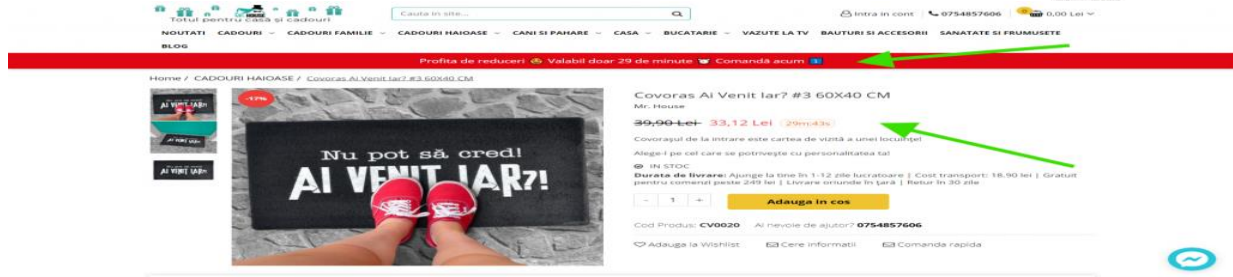 HOUSE
Totul pentru casă și cadouri
Cauta in site...
Intra in cont
0754857606
0,00 Lei
NOUTATI CADOURI CADOURI FAMILIE CADOURI HAIOASE CANI SI PAHARE CASA BUCATARIE VAZUTE LA TV BAUTURI SI ACCESORII SANATATE SI FRUMUSETE
BLOG
Profita de reduceri Valabil doar 29 de minute Comandă acum
Home / CADOURI HAIOASE / Covoras Ai Venit Iar? #3 60X40 CM
-17%
Nu pot să cred!
AI VENIT IAR?!
AI VENIT IAR?!
AI VENIT IAR?!
AI VENIT IAR?!
Covoras Ai Venit Iar? #3 60X40 CM
Mr. House
39,90 Lei 33,12 Lei 29m:43s
Covorașul de la intrare este cartea de vizită a unei locuințe!
Alege-l pe cel care se potrivește cu personalitatea ta!
IN STOC
Durata de livrare: Ajunge la tine în 1-12 zile lucratoare | Cost transport: 18.90 lei | Gratuit
pentru comenzi peste 249 lei | Livrare oriunde în țară | Retur în 30 zile
- 1 +
Adauga in cos
Cod Produs: CV0020 Ai nevoie de ajutor? 0754857606
Adauga la Wishlist Cere informatii Comanda rapida